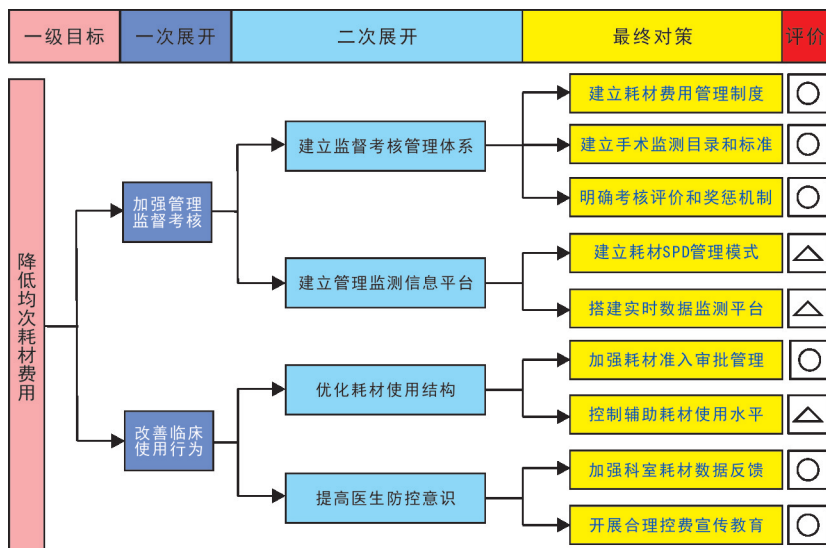 一级目标 一次展开 二次展开 最终对策 评价
降低均次耗材费用
加强管理
监督考核
改善临床
使用行为
建立监督考核管理体系
建立管理监测信息平台
优化耗材使用结构
提高医生防控意识
建立耗材费用管理制度
建立手术监测目录和标准
明确考核评价和奖惩机制
建立耗材SPD管理模式
搭建实时数据监测平台
加强耗材准入审批管理
控制辅助耗材使用水平
加强科室耗材数据反馈
开展合理控费宣传教育